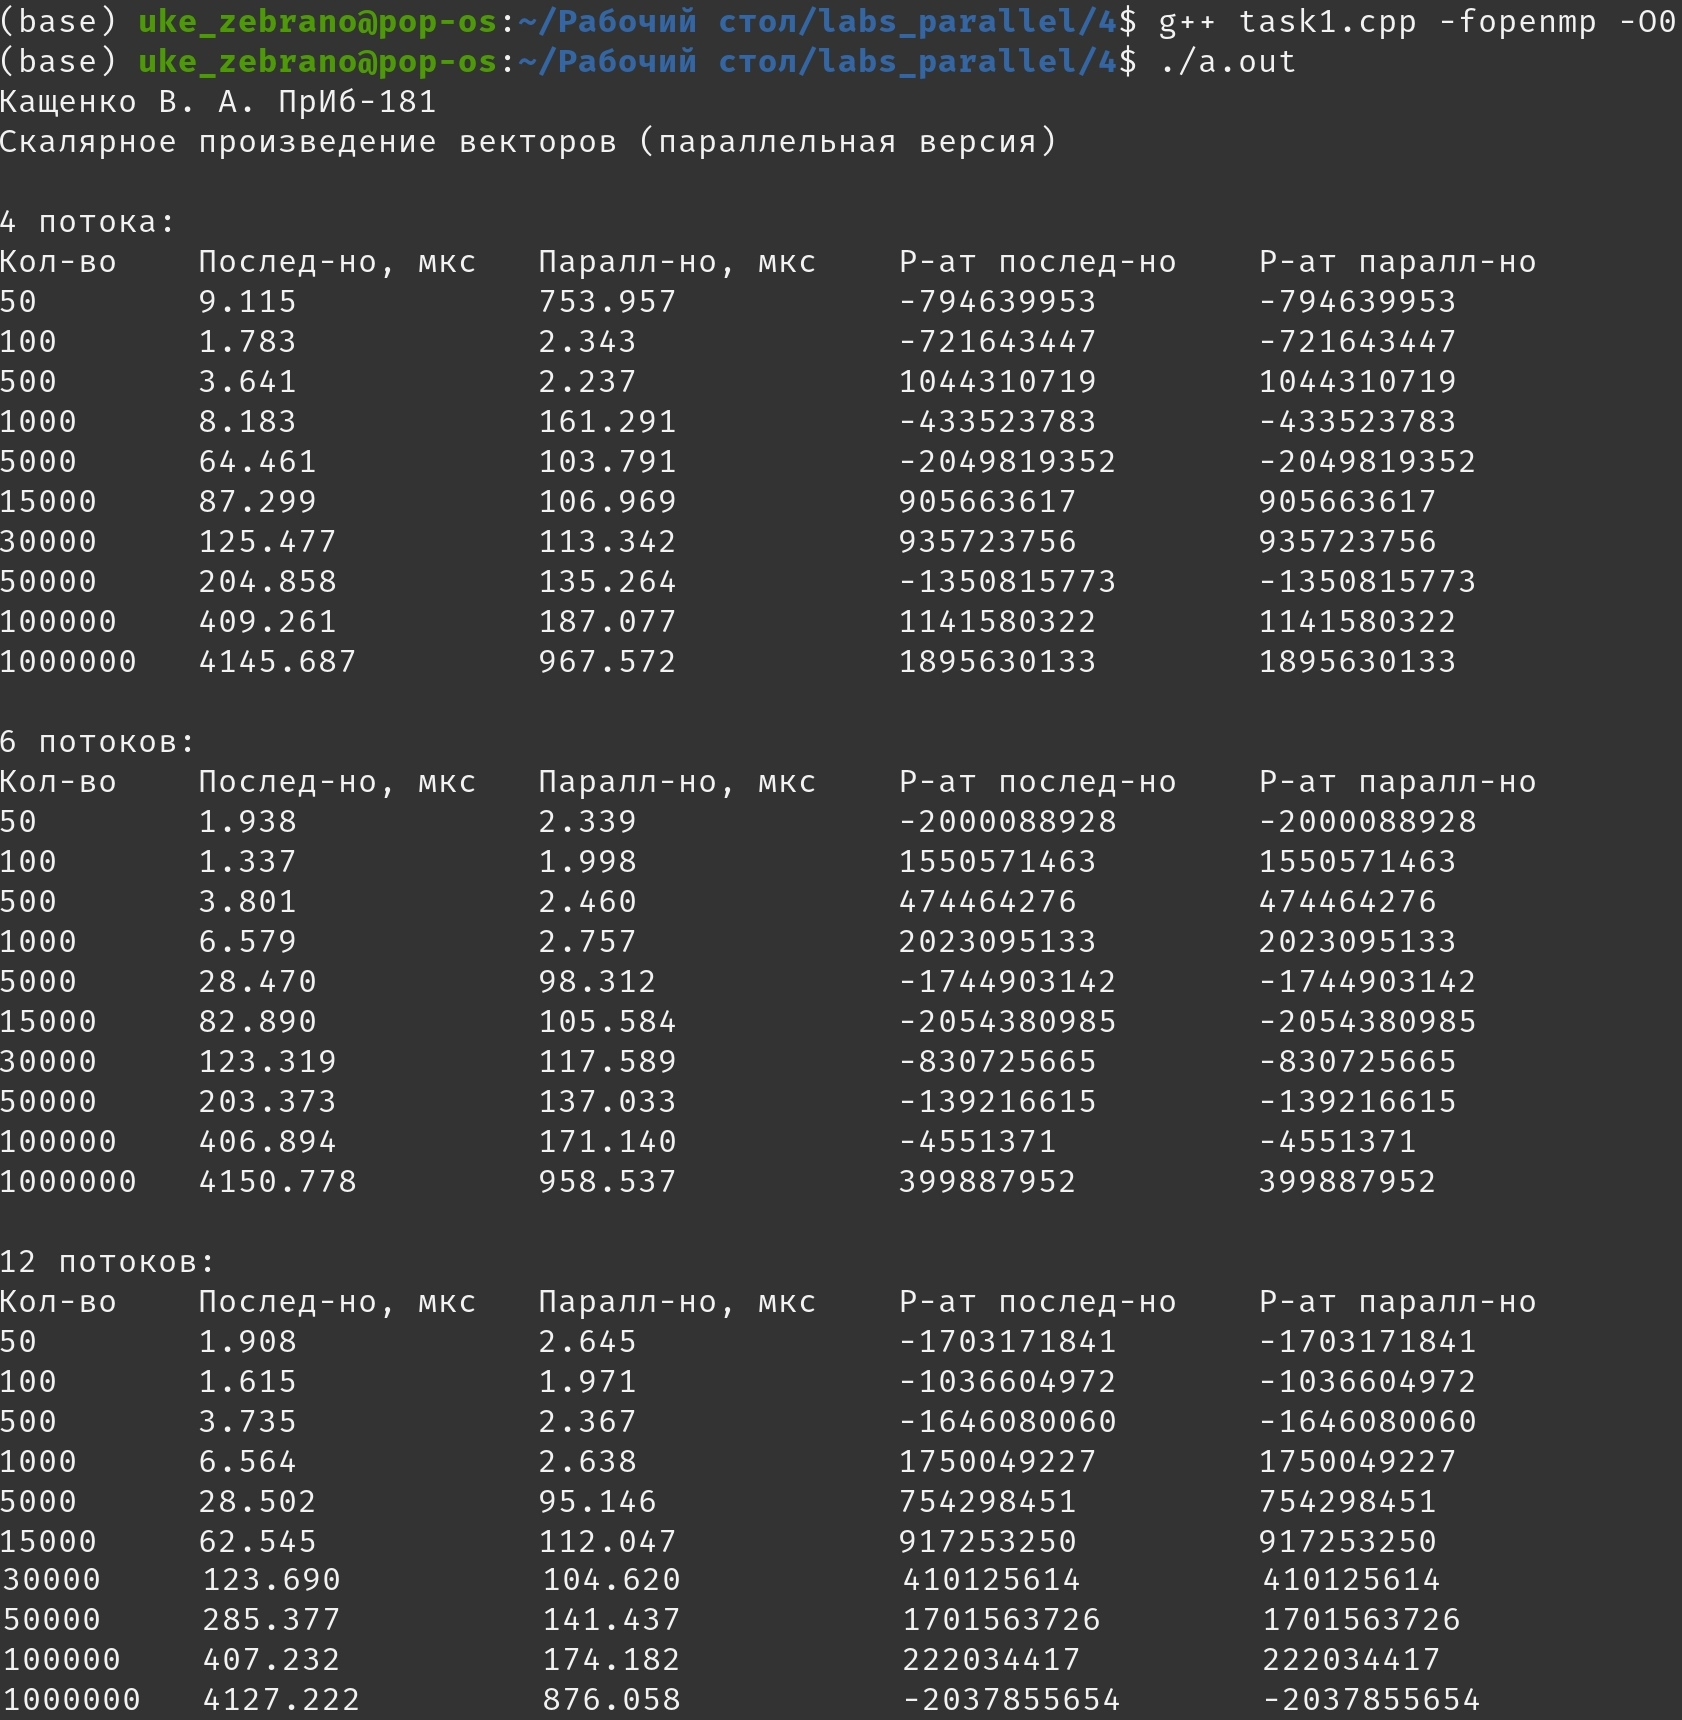 (base) uke_zebrano@pop-os:~/Рабочий стол/labs_parallel/4$ g++ task1.cpp -fopenmp -O0
(base) uke_zebrano@pop-os:~/Рабочий стол/labs_parallel/4$ ./a.out
Кащенко В. А. ПрИб-181
Скалярное произведение векторов (параллельная версия)
4 потока:
Кол-во Послед-но, мкс Паралл-но, мкс Р-ат послед-но Р-ат паралл-но
50 9.115 753.957 -794639953 -794639953
100 1.783 2.343 -721643447 -721643447
500 3.641 2.237 1044310719 1044310719
1000 8.183 161.291 -433523783 -433523783
5000 64.461 103.791 -2049819352 -2049819352
15000 87.299 106.969 905663617 905663617
30000 125.477 113.342 935723756 935723756
50000 204.858 135.264 -1350815773 -1350815773
100000 409.261 187.077 1141580322 1141580322
1000000 4145.687 967.572 1895630133 1895630133
6 потоков:
Кол-во Послед-но, мкс Паралл-но, мкс Р-ат послед-но Р-ат паралл-но
50 1.938 2.339 -2000088928 -2000088928
100 1.337 1.998 1550571463 1550571463
500 3.801 2.460 474464276 474464276
1000 6.579 2.757 2023095133 2023095133
5000 28.470 98.312 -1744903142 -1744903142
15000 82.890 105.584 -2054380985 -2054380985
30000 123.319 117.589 -830725665 -830725665
50000 203.373 137.033 -139216615 -139216615
100000 406.894 171.140 -4551371 -4551371
1000000 4150.778 958.537 399887952 399887952
12 потоков:
Кол-во Послед-но, мкс Паралл-но, мкс Р-ат послед-но Р-ат паралл-но
50 1.908 2.645 -1703171841 -1703171841
100 1.615 1.971 -1036604972 -1036604972
500 3.735 2.367 -1646080060 -1646080060
1000 6.564 2.638 1750049227 1750049227
5000 28.502 95.146 754298451 754298451
15000 62.545 112.047 917253250 917253250
30000 123.690 104.620 410125614 410125614
50000 285.377 141.437 1701563726 1701563726
100000 407.232 174.182 222034417 222034417
1000000 4127.222 876.058 -2037855654 -2037855654